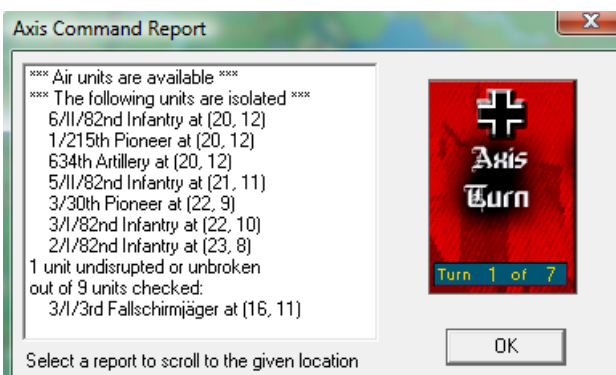 Axis Command Report
*** Air units are available ***
*** The following units are isolated ***
6/II/82nd Infantry at (20, 12)
1/215th Pioneer at (20, 12)
634th Artillery at (20, 12)
5/II/82nd Infantry at (21, 11)
3/30th Pioneer at (22, 9)
3/I/82nd Infantry at (22, 10)
2/I/82nd Infantry at (23, 8)
1 unit undisrupted or unbroken
out of 9 units checked:
3/I/3rd Fallschirmjäger at (16, 11)
Select a report to scroll to the given location
Axis
Turn
Turn 1 of 7
OK